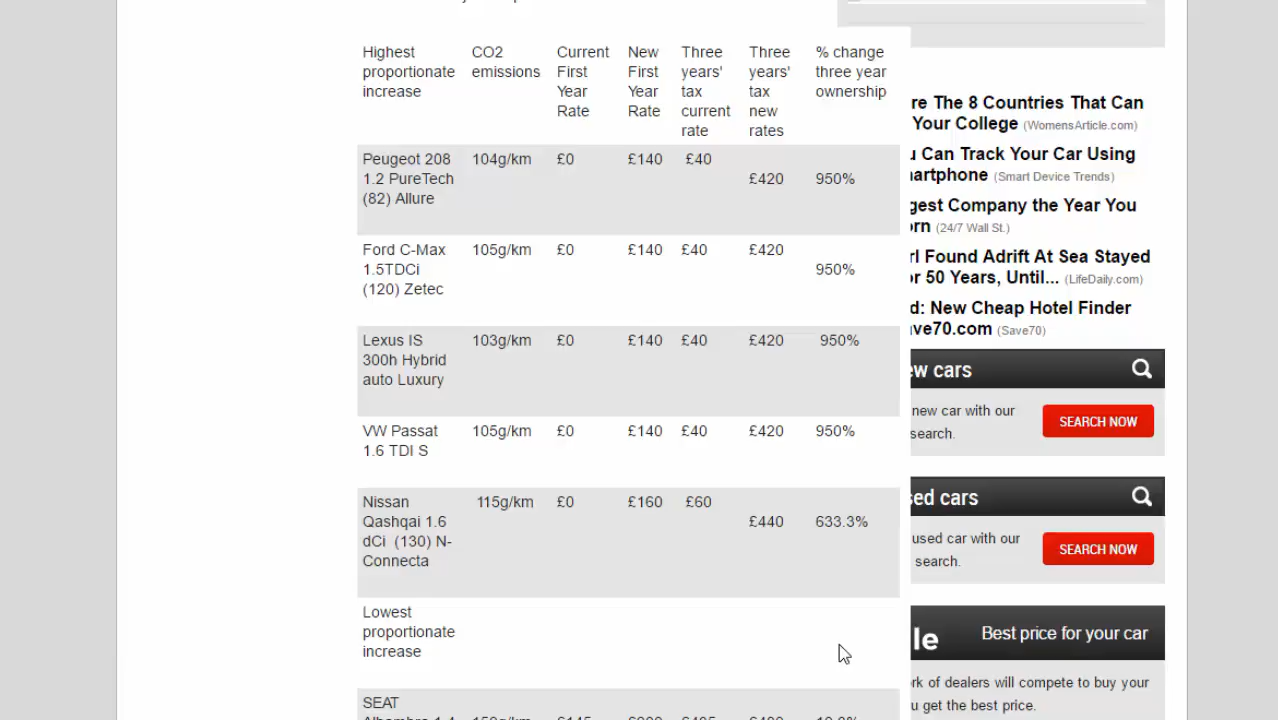 Highest proportionate increase CO2 emissions Current First Year Rate New First Year Rate Three years' tax current rate Three years' tax new rates % change three year ownership
Peugeot 208 1.2 PureTech (82) Allure 104g/km £0 £140 £40 £420 950%
Ford C-Max 1.5TDCi (120) Zetec 105g/km £0 £140 £40 £420 950%
Lexus IS 300h Hybrid auto Luxury 103g/km £0 £140 £40 £420 950%
VW Passat 1.6 TDI S 105g/km £0 £140 £40 £420 950%
Nissan Qashqai 1.6 dCi (130) N-Connecta 115g/km £0 £160 £60 £440 633.3%
Lowest proportionate increase
SEAT
re The 8 Countries That Can
Your College (WomensArticle.com)
u Can Track Your Car Using
artphone (Smart Device Trends)
gest Company the Year You
orn (24/7 Wall St.)
rl Found Adrift At Sea Stayed
or 50 Years, Until... (LifeDaily.com)
d: New Cheap Hotel Finder
ave70.com (Save70)
ew cars
new car with our
search.
SEARCH NOW
sed cars
used car with our
search.
SEARCH NOW
le Best price for your car
rk of dealers will compete to buy your
u get the best price.